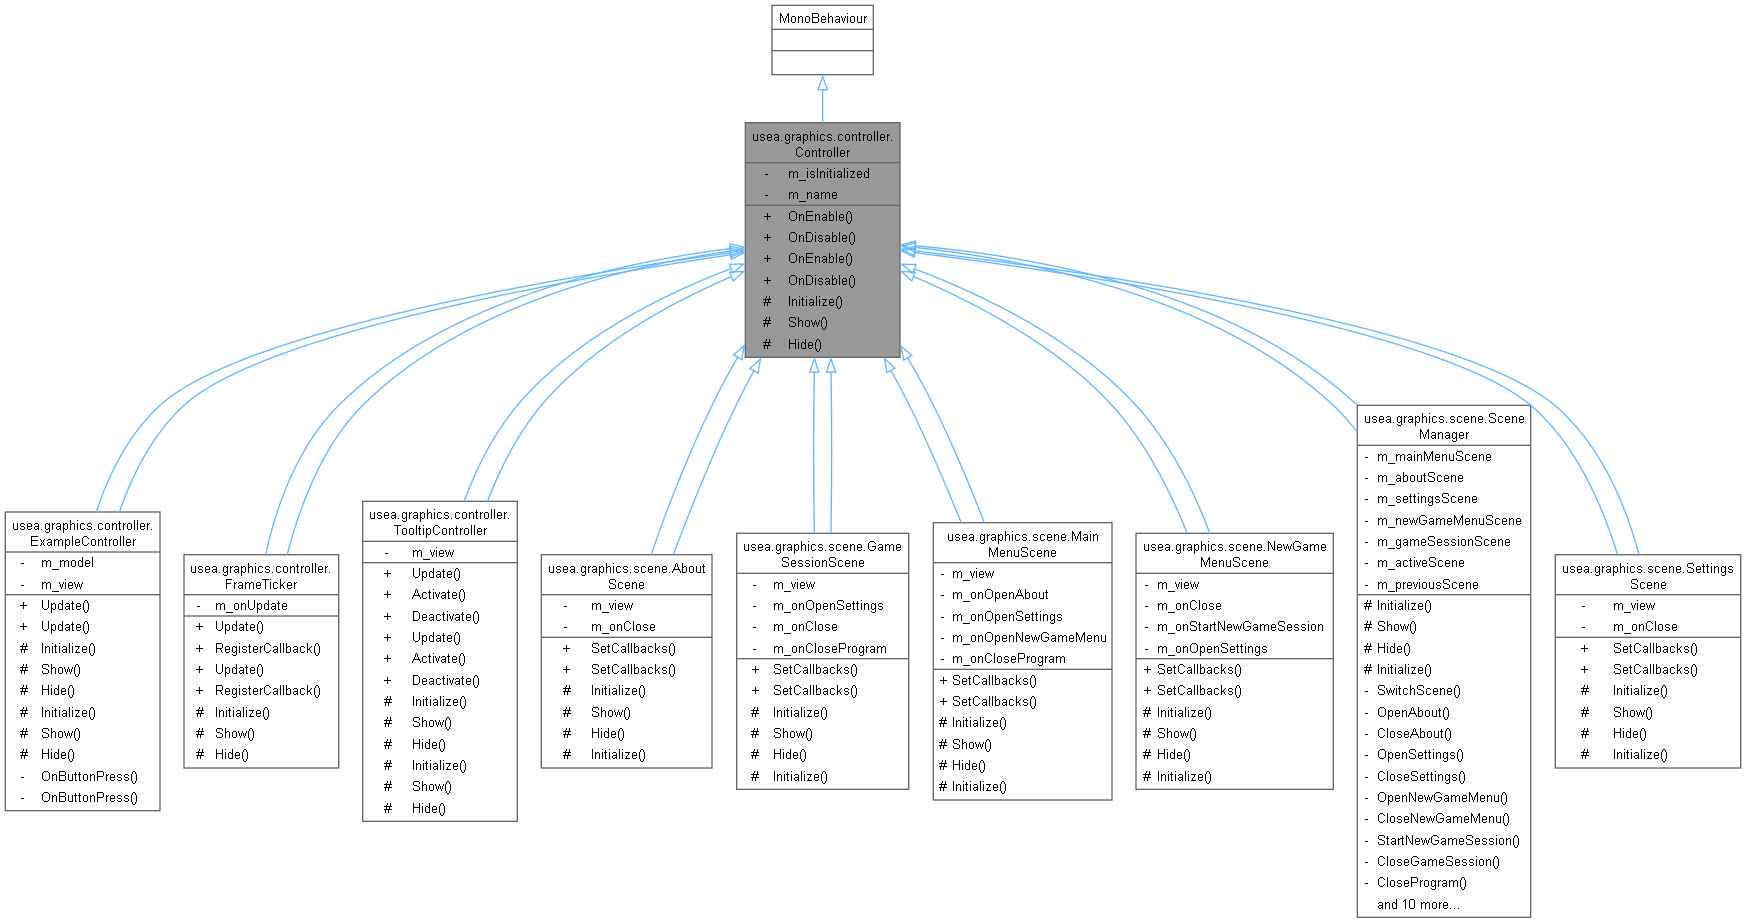 MonoBehaviour
usea.graphics.controller.
Controller
- m_isInitialized
- m_name
+ OnEnable()
+ OnDisable()
+ OnEnable()
+ OnDisable()
# Initialize()
# Show()
# Hide()
usea.graphics.controller.
ExampleController
- m_model
- m_view
+ Update()
+ Update()
# Initialize()
# Show()
# Hide()
# Initialize()
# Show()
# Hide()
- OnButtonPress()
- OnButtonPress()
usea.graphics.controller.
FrameTicker
- m_onUpdate
+ Update()
+ RegisterCallback()
+ Update()
+ RegisterCallback()
# Initialize()
# Show()
# Hide()
usea.graphics.controller.
TooltipController
- m_view
+ Update()
+ Activate()
+ Deactivate()
+ Update()
+ Activate()
+ Deactivate()
# Initialize()
# Show()
# Hide()
# Initialize()
# Show()
# Hide()
usea.graphics.scene.About
Scene
- m_view
- m_onClose
+ SetCallbacks()
+ SetCallbacks()
# Initialize()
# Show()
# Hide()
# Initialize()
usea.graphics.scene.Game
SessionScene
- m_view
- m_onOpenSettings
- m_onClose
- m_onCloseProgram
+ SetCallbacks()
+ SetCallbacks()
# Initialize()
# Show()
# Hide()
# Initialize()
usea.graphics.scene.Main
MenuScene
- m_view
- m_onOpenAbout
- m_onOpenSettings
- m_onOpenNewGameMenu
- m_onCloseProgram
+ SetCallbacks()
+ SetCallbacks()
# Initialize()
# Show()
# Hide()
# Initialize()
usea.graphics.scene.NewGame
MenuScene
- m_view
- m_onClose
- m_onStartNewGameSession
- m_onOpenSettings
+ SetCallbacks()
+ SetCallbacks()
# Initialize()
# Show()
# Hide()
# Initialize()
usea.graphics.scene.Scene
Manager
- m_mainMenuScene
- m_aboutScene
- m_settingsScene
- m_newGameMenuScene
- m_gameSessionScene
- m_activeScene
- m_previousScene
# Initialize()
# Show()
# Hide()
# Initialize()
- SwitchScene()
- OpenAbout()
- CloseAbout()
- OpenSettings()
- CloseSettings()
- OpenNewGameMenu()
- CloseNewGameMenu()
- StartNewGameSession()
- CloseGameSession()
- CloseProgram()
and 10 more...
usea.graphics.scene.Settings
Scene
- m_view
- m_onClose
+ SetCallbacks()
+ SetCallbacks()
# Initialize()
# Show()
# Hide()
# Initialize()